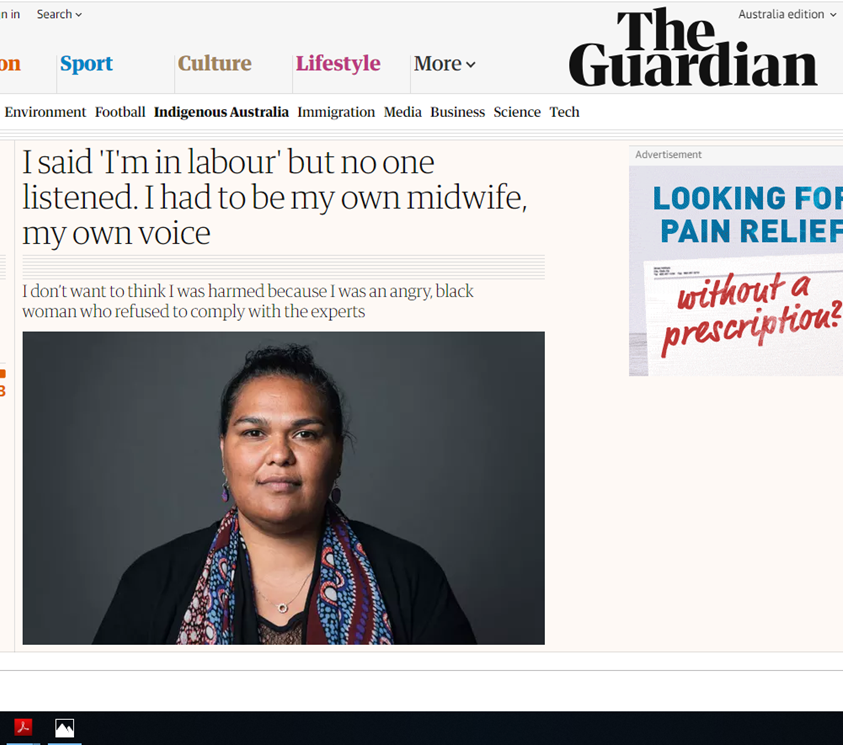 n in Search
Australia edition
The
Guardian
on Sport Culture Lifestyle More
Environment Football Indigenous Australia Immigration Media Business Science Tech
I said 'I'm in labour' but no one
listened. I had to be my own midwife,
my own voice
I don't want to think I was harmed because I was an angry, black
woman who refused to comply with the experts
3
Advertisement
LOOKING FOR
PAIN RELIEF
without a
prescription?